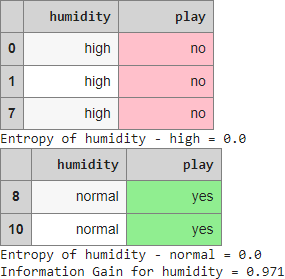 humidity play
0 high no
1 high no
7 high no
Entropy of humidity - high = 0.0
humidity play
8 normal yes
10 normal yes
Entropy of humidity - normal = 0.0
Information Gain for humidity = 0.971